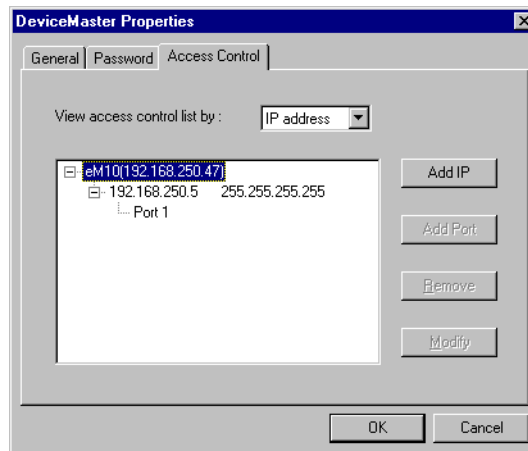 DeviceMaster Properties
General Password Access Control
View access control list by : IP address
eM10(192.168.250.47)
192.168.250.5 255.255.255.255
Port 1
Add IP
Add Port
Remove
Modify
OK Cancel